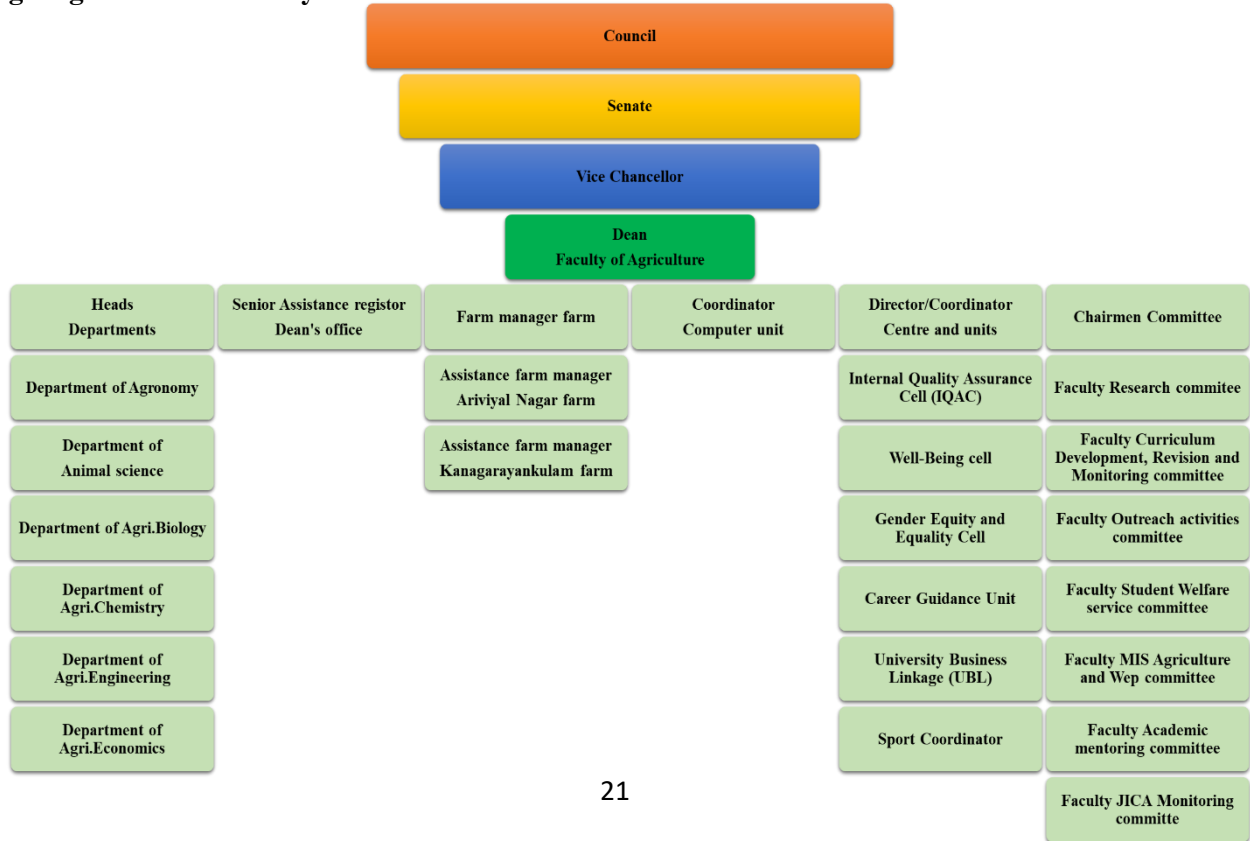 Council
Senate
Vice Chancellor
Dean
Faculty of Agriculture
Heads
Departments
Senior Assistance registor
Dean's office
Farm manager farm
Coordinator
Computer unit
Director/Coordinator
Centre and units
Chairmen Committee
Department of Agronomy
Department of
Animal science
Department of Agri.Biology
Department of
Agri.Chemistry
Department of
Agri.Engineering
Department of
Agri.Economics
Assistance farm manager
Ariviyal Nagar farm
Assistance farm manager
Kanagarayankulam farm
Internal Quality Assurance
Cell (IQAC)
Well-Being cell
Gender Equity and
Equality Cell
Career Guidance Unit
University Business
Linkage (UBL)
Sport Coordinator
Faculty Research commitee
Faculty Curriculum
Development, Revision and
Monitoring committee
Faculty Outreach activities
committee
Faculty Student Welfare
service committee
Faculty MIS Agriculture
and Wep committee
Faculty Academic
mentoring committee
Faculty JICA Monitoring
committe
21